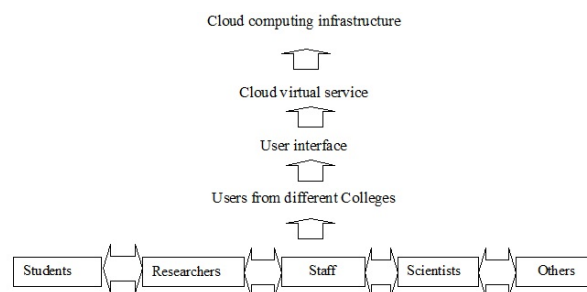 Cloud computing infrastructure
Cloud virtual service
User interface
Users from different Colleges
Students
Researchers
Staff
Scientists
Others